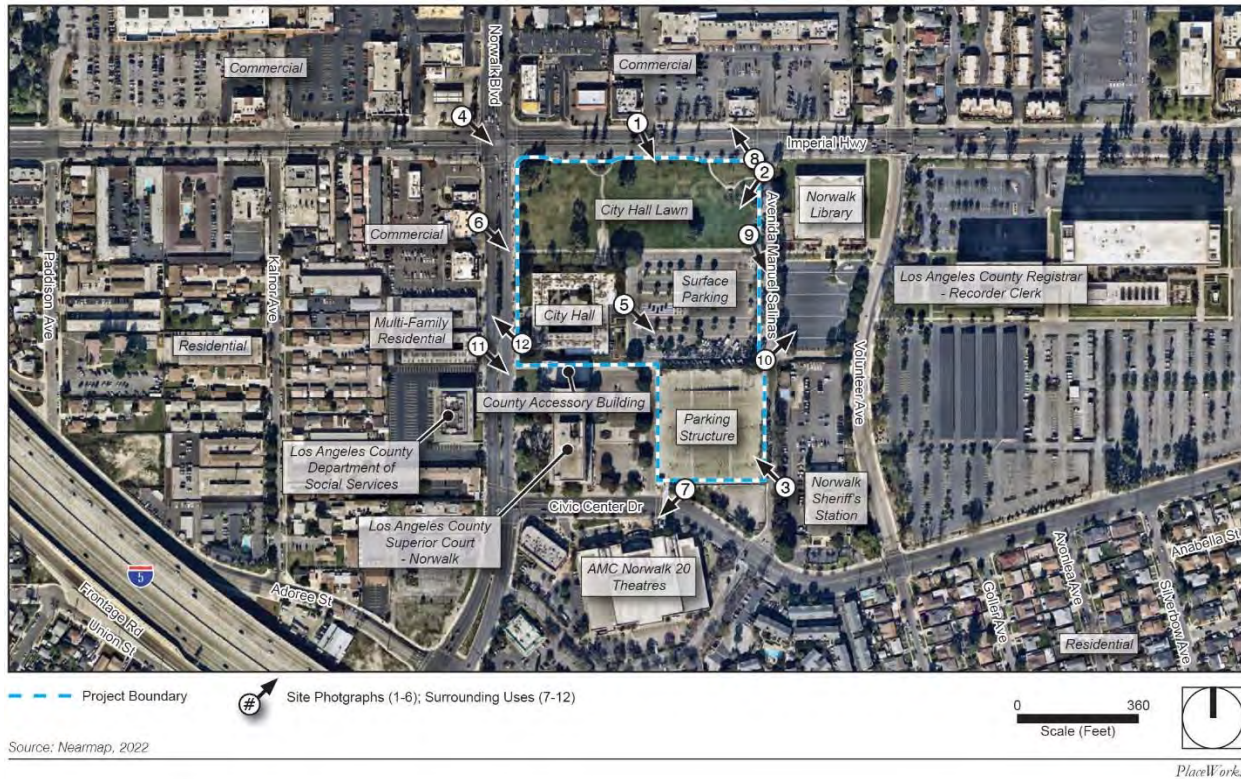 Norwalk Blvd
Commercial
Commercial
4
1
Imperial Hwy
8
2
City Hall Lawn
Avenida Manuel Salinas
Norwalk
Library
6
Commercial
9
Paddison Ave
Kalnor Ave
Surface
Parking
Los Angeles County Registrar
- Recorder Clerk
City Hall
5
Multi-Family
Residential
Residential
12
11
10
Volunteer Ave
County Accessory Building
Parking
Structure
Los Angeles County
Department of
Social Services
Norwalk
Sheriff's
Station
7
3
Civic Center Dr
Los Angeles County
Superior Court
- Norwalk
AMC Norwalk 20
Theatres
5
Adoree St
Frontage Rd
Union St
Goller Ave
Avonlea Ave
Anabella St
Silverbow Ave
Residential
Project Boundary
#
Site Photgraphs (1-6); Surrounding Uses (7-12)
0
360
Scale (Feet)
Source: Nearmap, 2022
PlaceWorks